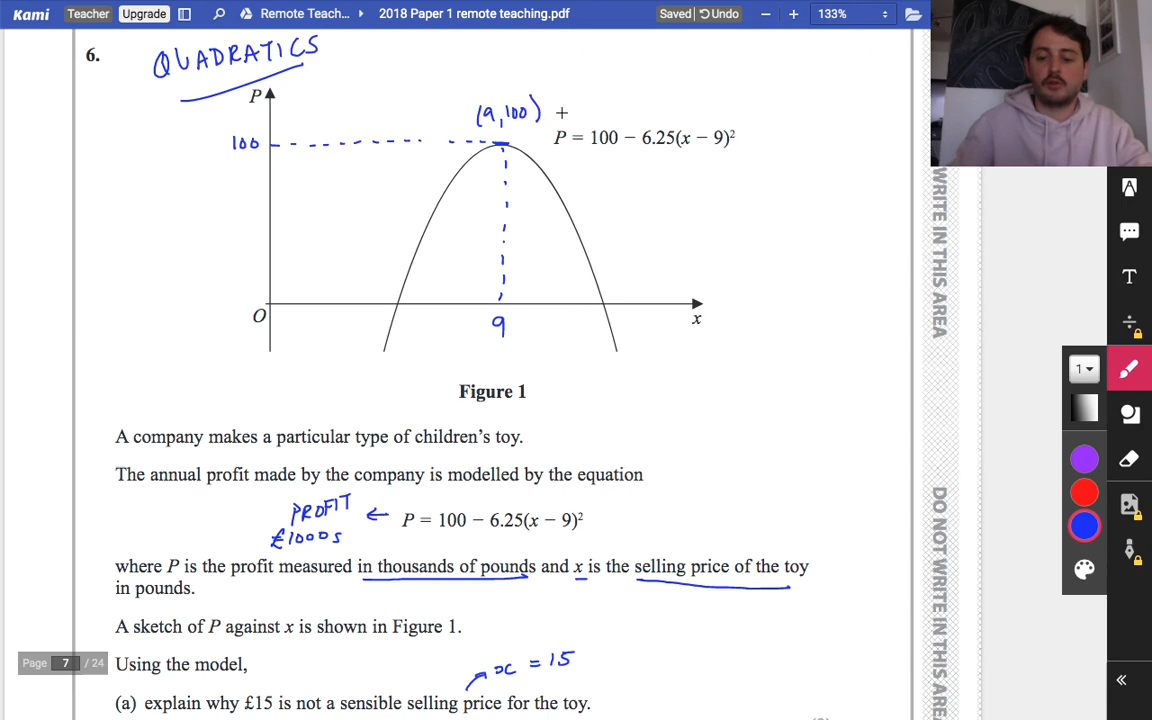 Kami Teacher Upgrade Remote Teach... 2018 Paper 1 remote teaching.pdf Saved Undo − + 133%
6.
QUADRATICS
P
(9,100) +
100
P = 100 − 6.25(x − 9)²
O
9
x
Figure 1
A company makes a particular type of children's toy.
The annual profit made by the company is modelled by the equation
PROFIT ← P = 100 − 6.25(x − 9)²
£1000s
where P is the profit measured in thousands of pounds and x is the selling price of the toy
in pounds.
A sketch of P against x is shown in Figure 1.
Using the model,
x = 15
(a) explain why £15 is not a sensible selling price for the toy.
Page 7 / 24
WRITE IN THIS AREA
DO NOT WRITE IN THIS AREA
A
T
1